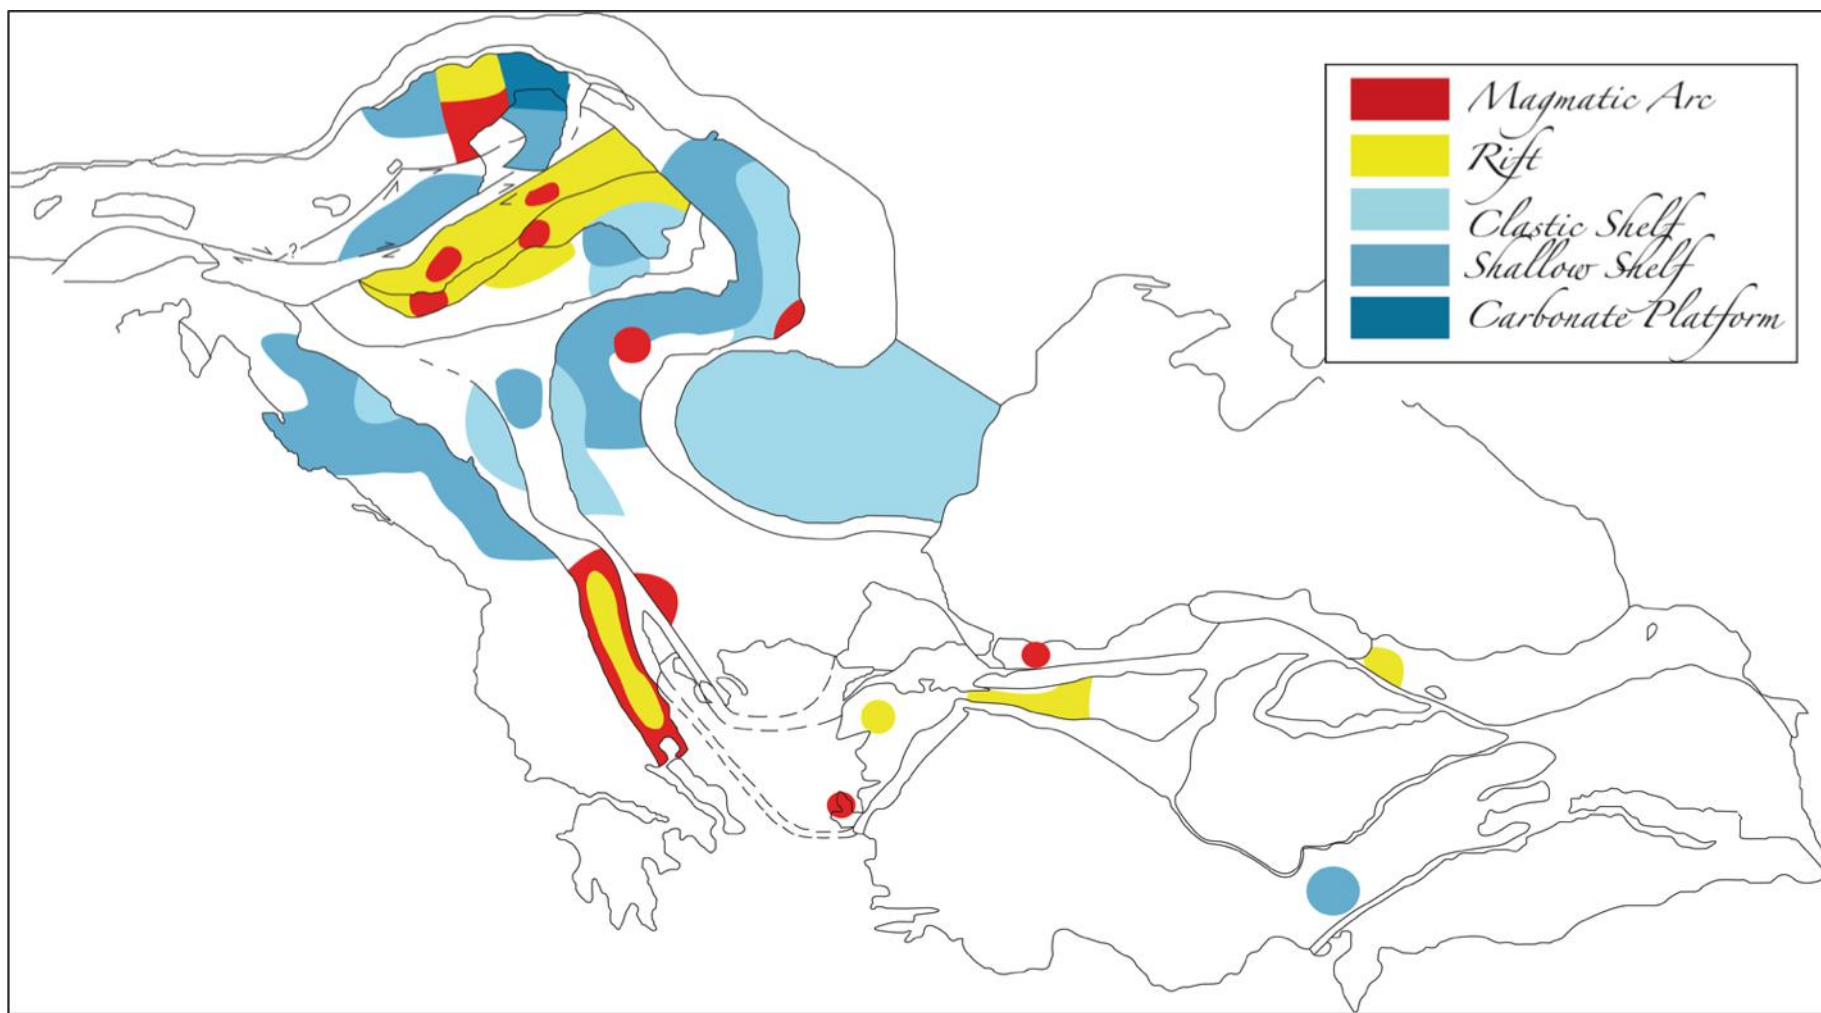 Magmatic Arc
Rift
Clastic Shelf
Shallow Shelf
Carbonate Platform
?